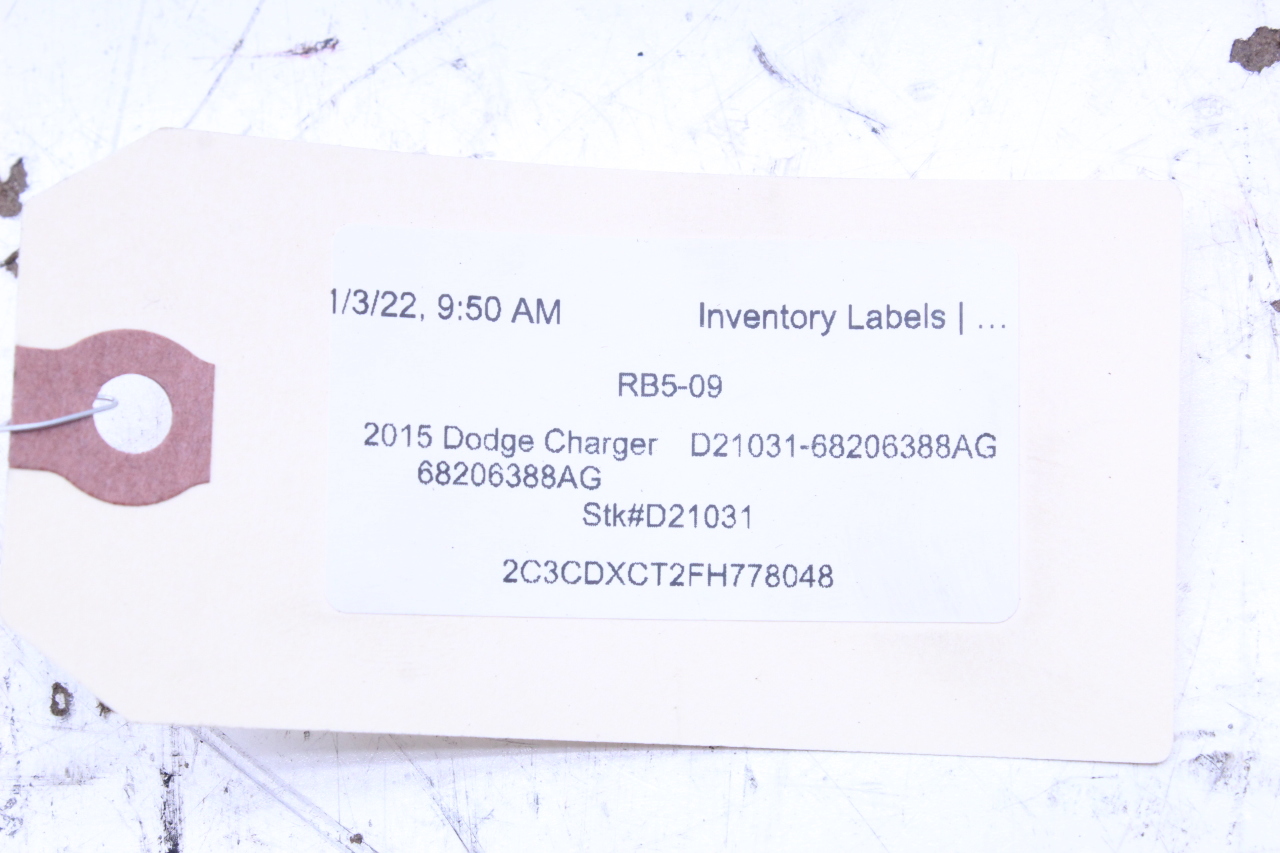 1/3/22, 9:50 AM Inventory Labels | ...
RB5-09
2015 Dodge Charger D21031-68206388AG
68206388AG
Stk#D21031
2C3CDXCT2FH778048